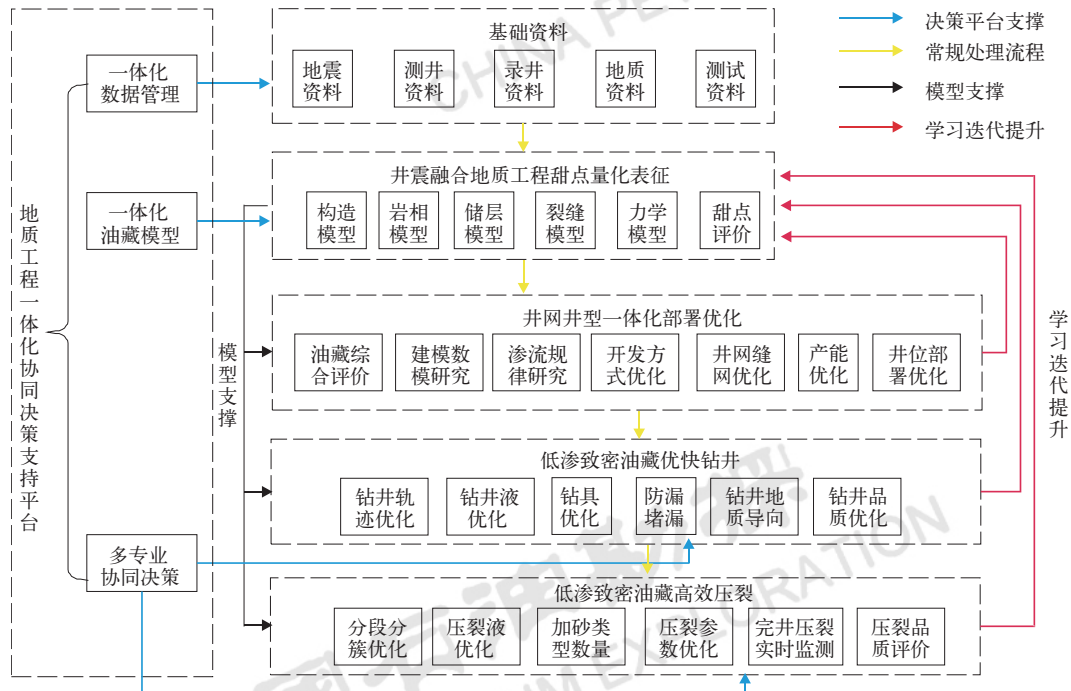 决策平台支撑
常规处理流程
模型支撑
学习迭代提升
地质工程一体化协同决策支持平台
一体化
数据管理
一体化
油藏模型
多专业
协同决策
基础资料
地震
资料
测井
资料
录井
资料
地质
资料
测试
资料
井震融合地质工程甜点量化表征
构造
模型
岩相
模型
储层
模型
裂缝
模型
力学
模型
甜点
评价
模型支撑
井网井型一体化部署优化
油藏综
合评价
建模数
模研究
渗流规
律研究
开发方
式优化
井网缝
网优化
产能
优化
井位部
署优化
低渗致密油藏优快钻井
钻井轨
迹优化
钻井液
优化
钻具
优化
防漏
堵漏
钻井地
质导向
钻井品
质优化
低渗致密油藏高效压裂
分段分
簇优化
压裂液
优化
加砂类
型数量
压裂参
数优化
完井压裂
实时监测
压裂品
质评价
学习迭代提升
CHINA PE
UM EXPLORATION